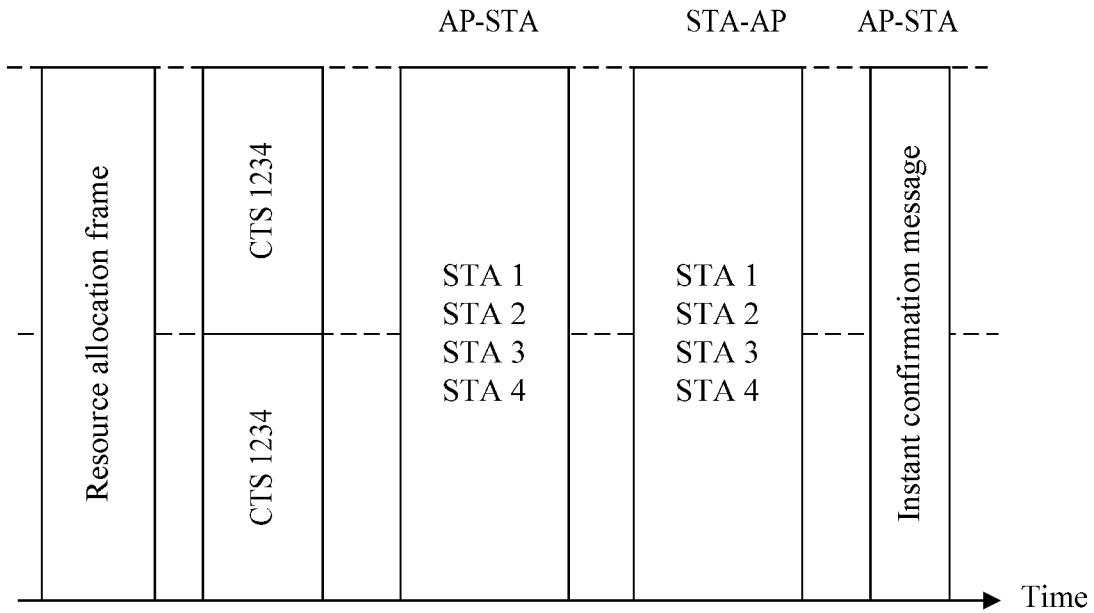 AP-STA
STA-AP
AP-STA
Resource allocation frame
CTS 1234
CTS 1234
STA 1
STA 2
STA 3
STA 4
STA 1
STA 2
STA 3
STA 4
Instant confirmation message
Time